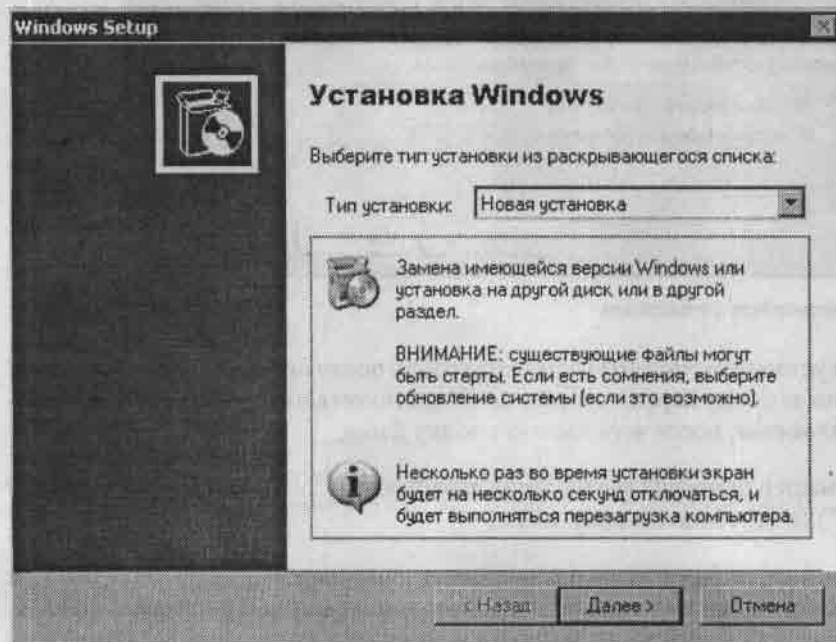 Windows Setup
Установка Windows
Выберите тип установки из раскрывающегося списка:
Тип установки: Новая установка
Замена имеющейся версии Windows или
установка на другой диск или в другой
раздел.
ВНИМАНИЕ: существующие файлы могут
быть стерты. Если есть сомнения, выберите
обновление системы (если это возможно).
Несколько раз во время установки экран
будет на несколько секунд отключаться, и
будет выполняться перезагрузка компьютера.
< Назад
Далее >
Отмена